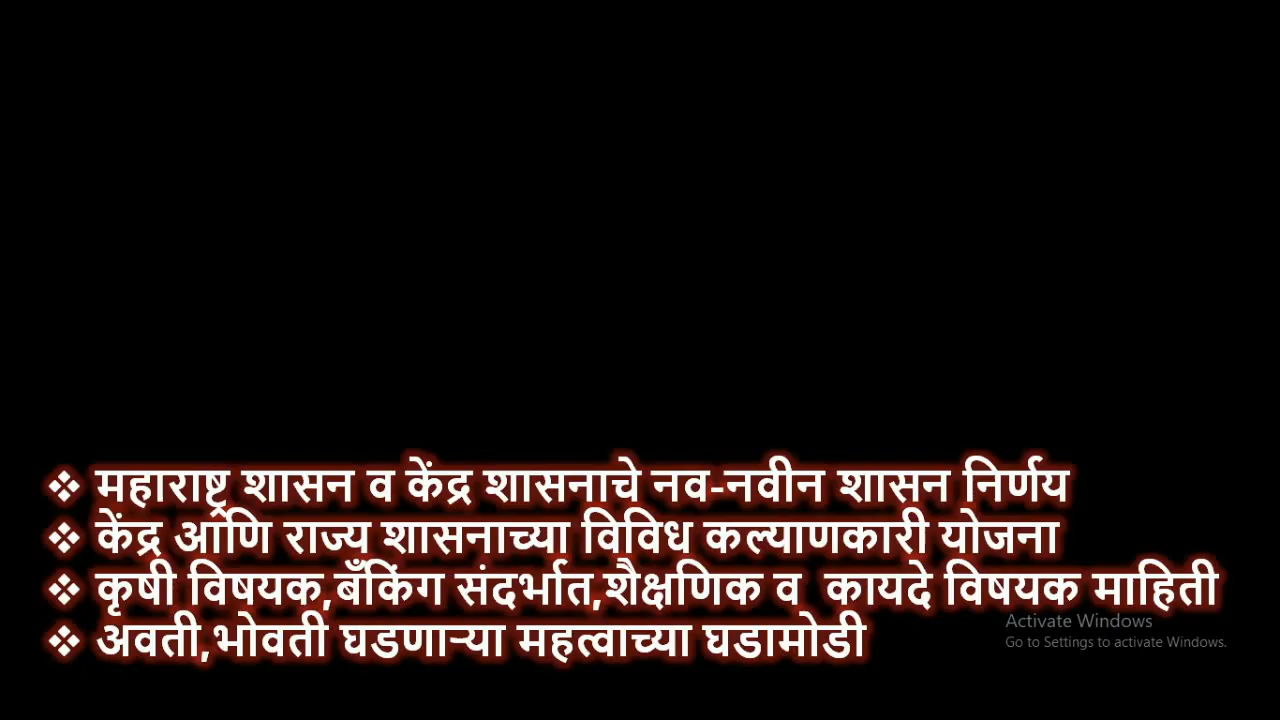 ❖ महाराष्ट्र शासन व केंद्र शासनाचे नव-नवीन शासन निर्णय
❖ केंद्र आणि राज्य शासनाच्या विविध कल्याणकारी योजना
❖ कृषी विषयक,बँकिंग संदर्भात,शैक्षणिक व कायदे विषयक माहिती
❖ अवती,भोवती घडणाऱ्या महत्वाच्या घडामोडी
Activate Windows
Go to Settings to activate Windows.